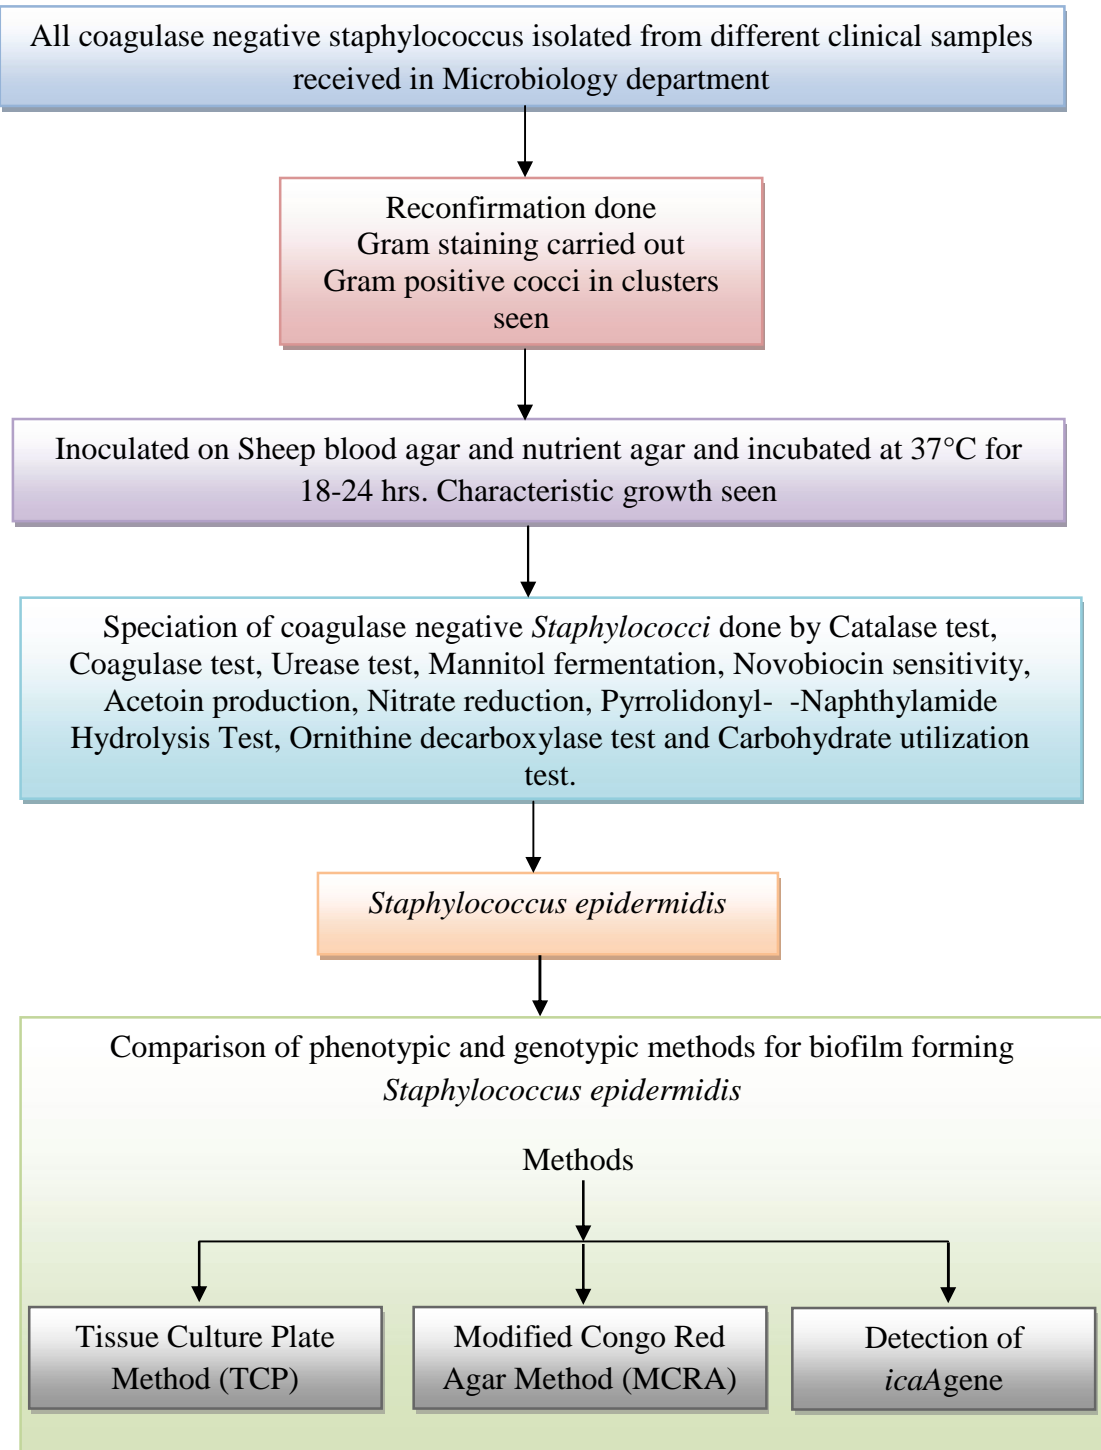 All coagulase negative staphylococcus isolated from different clinical samples
received in Microbiology department
Reconfirmation done
Gram staining carried out
Gram positive cocci in clusters
seen
Inoculated on Sheep blood agar and nutrient agar and incubated at 37°C for
18-24 hrs. Characteristic growth seen
Speciation of coagulase negative Staphylococci done by Catalase test,
Coagulase test, Urease test, Mannitol fermentation, Novobiocin sensitivity,
Acetoin production, Nitrate reduction, Pyrrolidonyl-  -Naphthylamide
Hydrolysis Test, Ornithine decarboxylase test and Carbohydrate utilization
test.
Staphylococcus epidermidis
Comparison of phenotypic and genotypic methods for biofilm forming
Staphylococcus epidermidis
Methods
Tissue Culture Plate
Method (TCP)
Modified Congo Red
Agar Method (MCRA)
Detection of
icaAgene